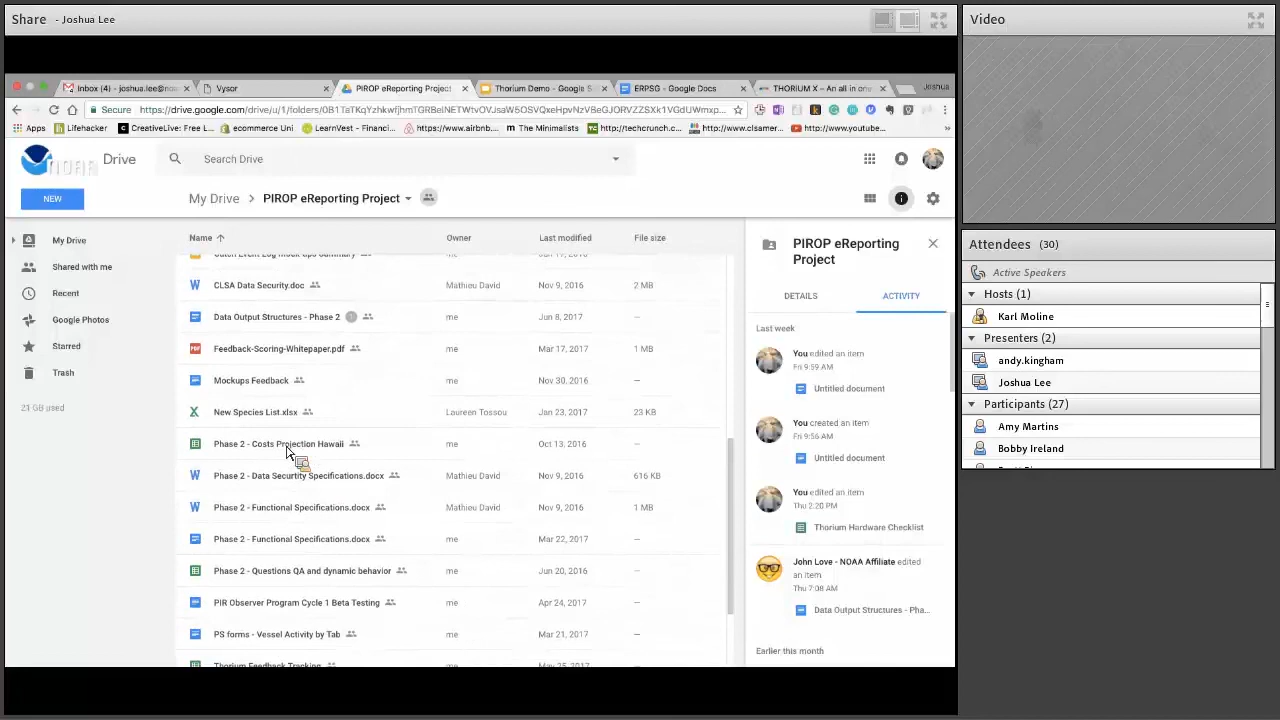 Share - Joshua Lee
Inbox (4) - joshua.lee@noa
Vysor
PIROP eReporting Project
Thorium Demo - Google S
ERPSG - Google Docs
THORIUM X – An all in on
Joshua
Secure
Apps
Lifehacker
CreativeLive: Free L...
ecommerce Uni
LearnVest - Financi...
https://www.airbnb...
The Minimalists
http://techcrunch.c...
http://www.clsamer...
http://www.youtube...
NOAA
Drive
Search Drive
NEW
My Drive
PIROP eReporting Project
My Drive
Shared with me
Recent
Google Photos
Starred
Trash
21 GB used
Name Owner Last modified File size
CLSA Data Security.doc Mathieu David Nov 9, 2016 2 MB
Data Output Structures - Phase 2 me Jun 8, 2017 –
Feedback-Scoring-Whitepaper.pdf me Mar 17, 2017 1 MB
Mockups Feedback me Nov 30, 2016 –
New Species List.xlsx Laureen Tossou Jan 23, 2017 23 KB
Phase 2 - Costs Projection Hawaii me Oct 13, 2016 –
Phase 2 - Data Security Specifications.docx Mathieu David Nov 9, 2016 616 KB
Phase 2 - Functional Specifications.docx Mathieu David Nov 9, 2016 1 MB
Phase 2 - Functional Specifications.docx me Mar 22, 2017 –
Phase 2 - Questions QA and dynamic behavior me Jun 20, 2016 –
PIR Observer Program Cycle 1 Beta Testing me Apr 24, 2017 –
PS forms - Vessel Activity by Tab me Mar 21, 2017 –
Thorium Feedback Tracking me May 25, 2017 –
PIROP eReporting
Project
DETAILS ACTIVITY
Last week
You edited an item
Fri 9:59 AM
Untitled document
You created an item
Fri 9:56 AM
Untitled document
You edited an item
Thu 2:20 PM
Thorium Hardware Checklist
John Love - NOAA Affiliate edited
an item
Thu 7:08 AM
Data Output Structures - Pha...
Earlier this month
Video
Attendees (30)
Active Speakers
Hosts (1)
Karl Moline
Presenters (2)
andy.kingham
Joshua Lee
Participants (27)
Amy Martins
Bobby Ireland